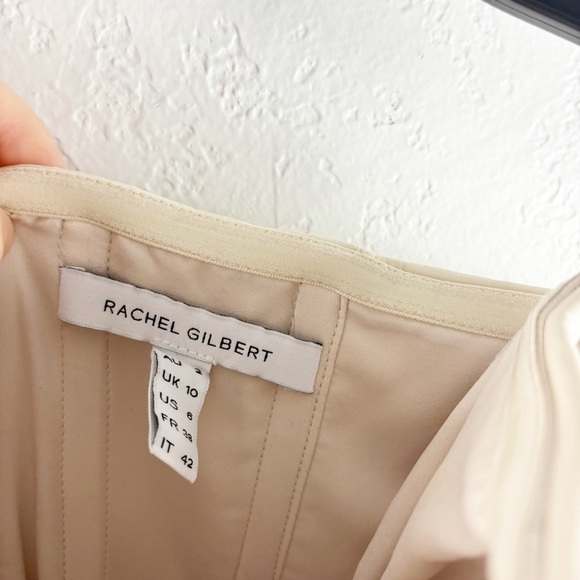 RACHEL GILBERT
UK 10
US 6
FR 38
IT 42